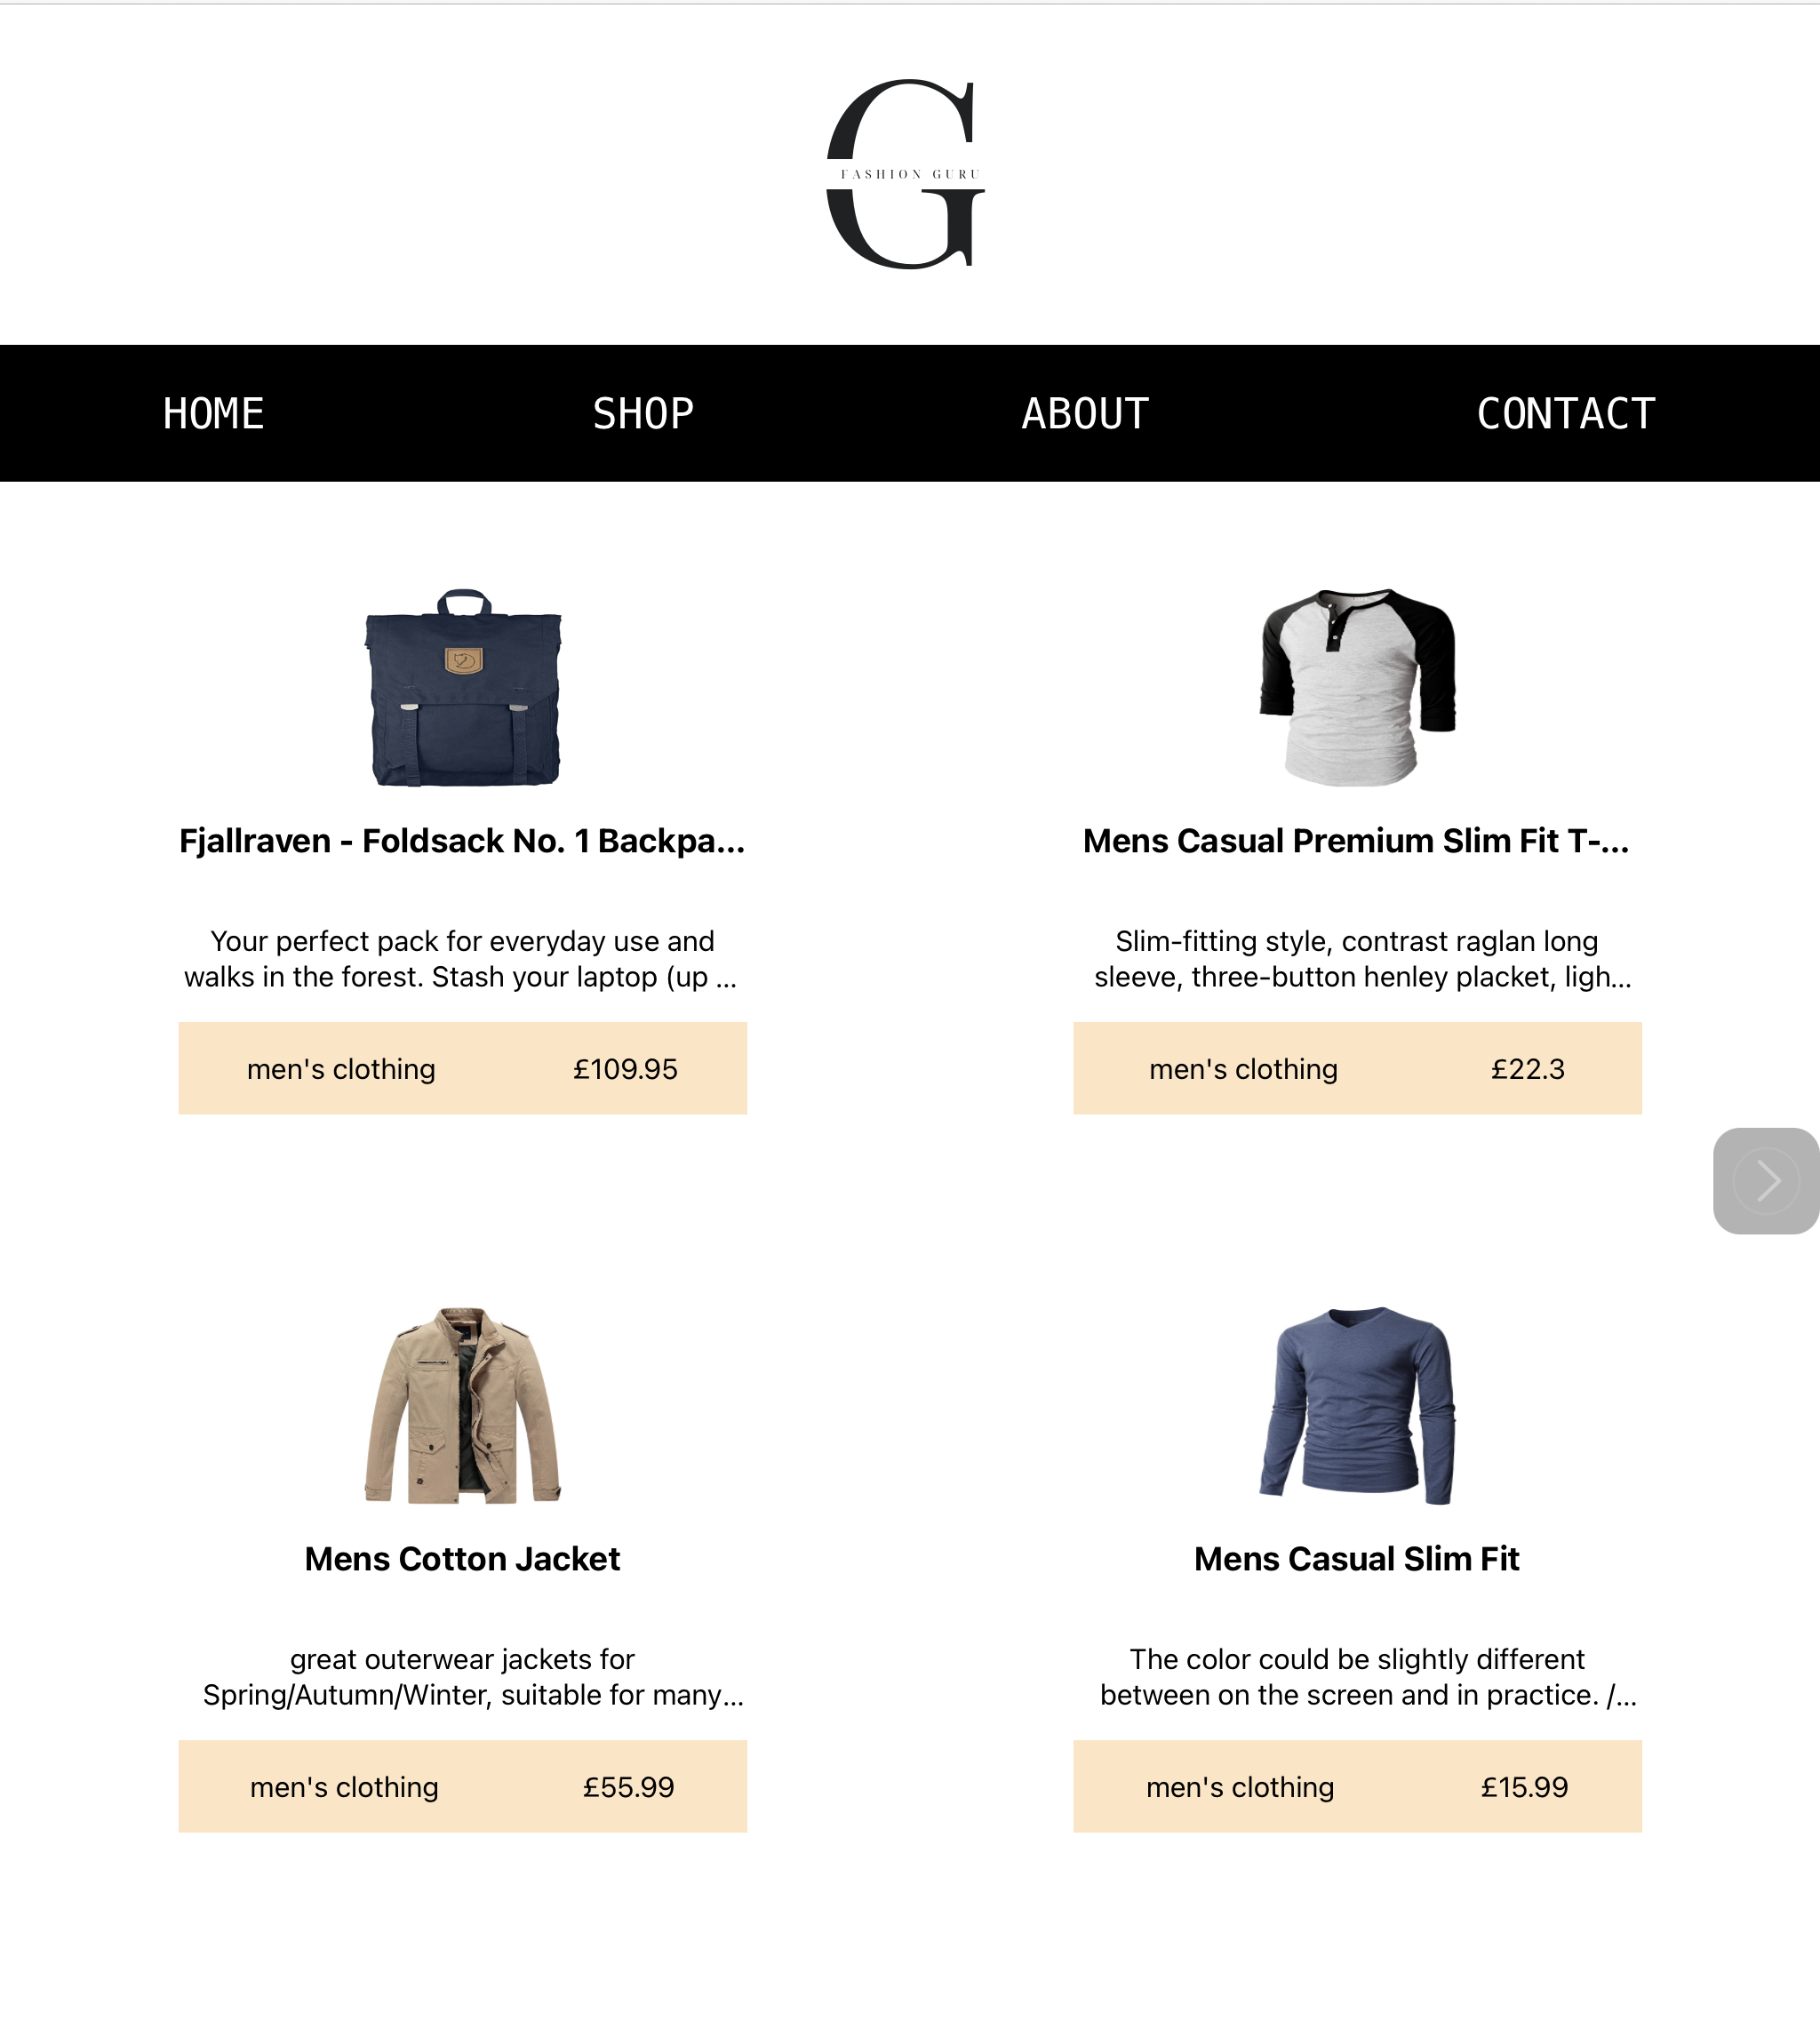 FASHION GURU
HOME SHOP ABOUT CONTACT
Fjallraven - Foldsack No. 1 Backpa...
Your perfect pack for everyday use and
walks in the forest. Stash your laptop (up ...
men's clothing £109.95
Mens Casual Premium Slim Fit T-...
Slim-fitting style, contrast raglan long
sleeve, three-button henley placket, ligh...
men's clothing £22.3
Mens Cotton Jacket
great outerwear jackets for
Spring/Autumn/Winter, suitable for many...
men's clothing £55.99
Mens Casual Slim Fit
The color could be slightly different
between on the screen and in practice. /...
men's clothing £15.99